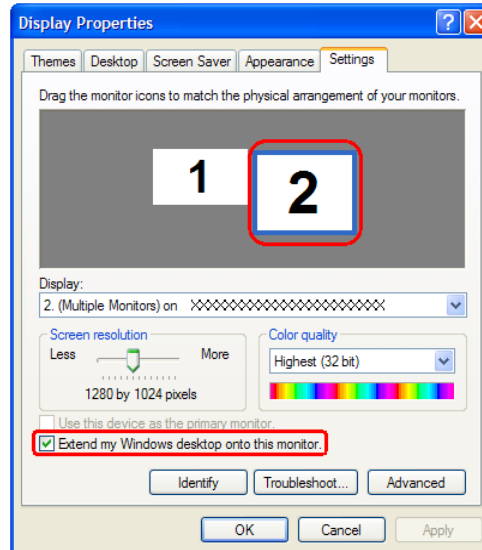 Display Properties
Themes Desktop Screen Saver Appearance Settings
Drag the monitor icons to match the physical arrangement of your monitors.
1 2
Display:
2. (Multiple Monitors) on XXXXXXXXXXXXXXXXXXXXXX
Screen resolution Color quality
Less More Highest (32 bit)
1280 by 1024 pixels
Use this device as the primary monitor.
Extend my Windows desktop onto this monitor.
Identify Troubleshoot... Advanced
OK Cancel Apply